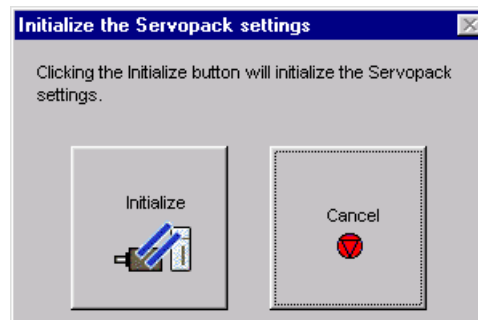 Initialize the Servopack settings
Clicking the Initialize button will initialize the Servopack
settings.
Initialize
Cancel